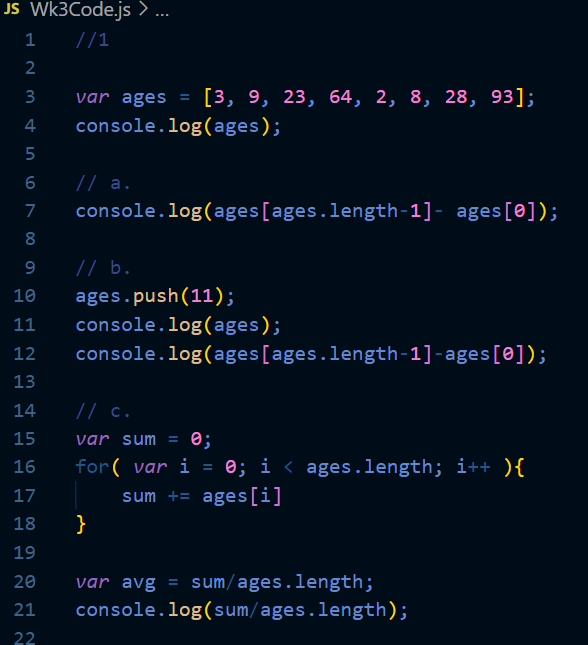 JS Wk3Code.js > ...
1 //1
2
3 var ages = [3, 9, 23, 64, 2, 8, 28, 93];
4 console.log(ages);
5
6 // a.
7 console.log(ages[ages.length-1]- ages[0]);
8
9 // b.
10 ages.push(11);
11 console.log(ages);
12 console.log(ages[ages.length-1]-ages[0]);
13
14 // c.
15 var sum = 0;
16 for( var i = 0; i < ages.length; i++ ){
17     sum += ages[i]
18 }
19
20 var avg = sum/ages.length;
21 console.log(sum/ages.length);
22